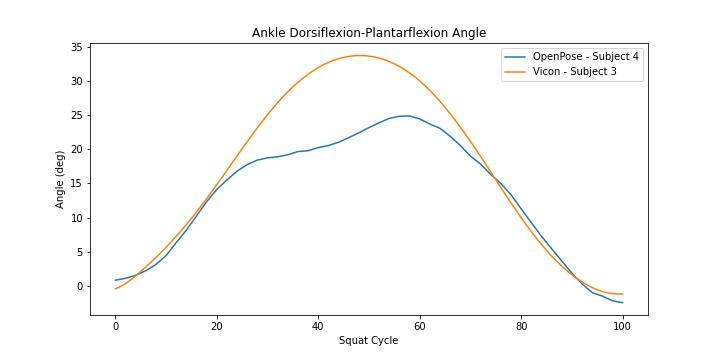 Ankle Dorsiflexion-Plantarflexion Angle
OpenPose - Subject 4
Vicon - Subject 3
Angle (deg)
35
30
25
20
15
10
5
0
0 20 40 60 80 100
Squat Cycle